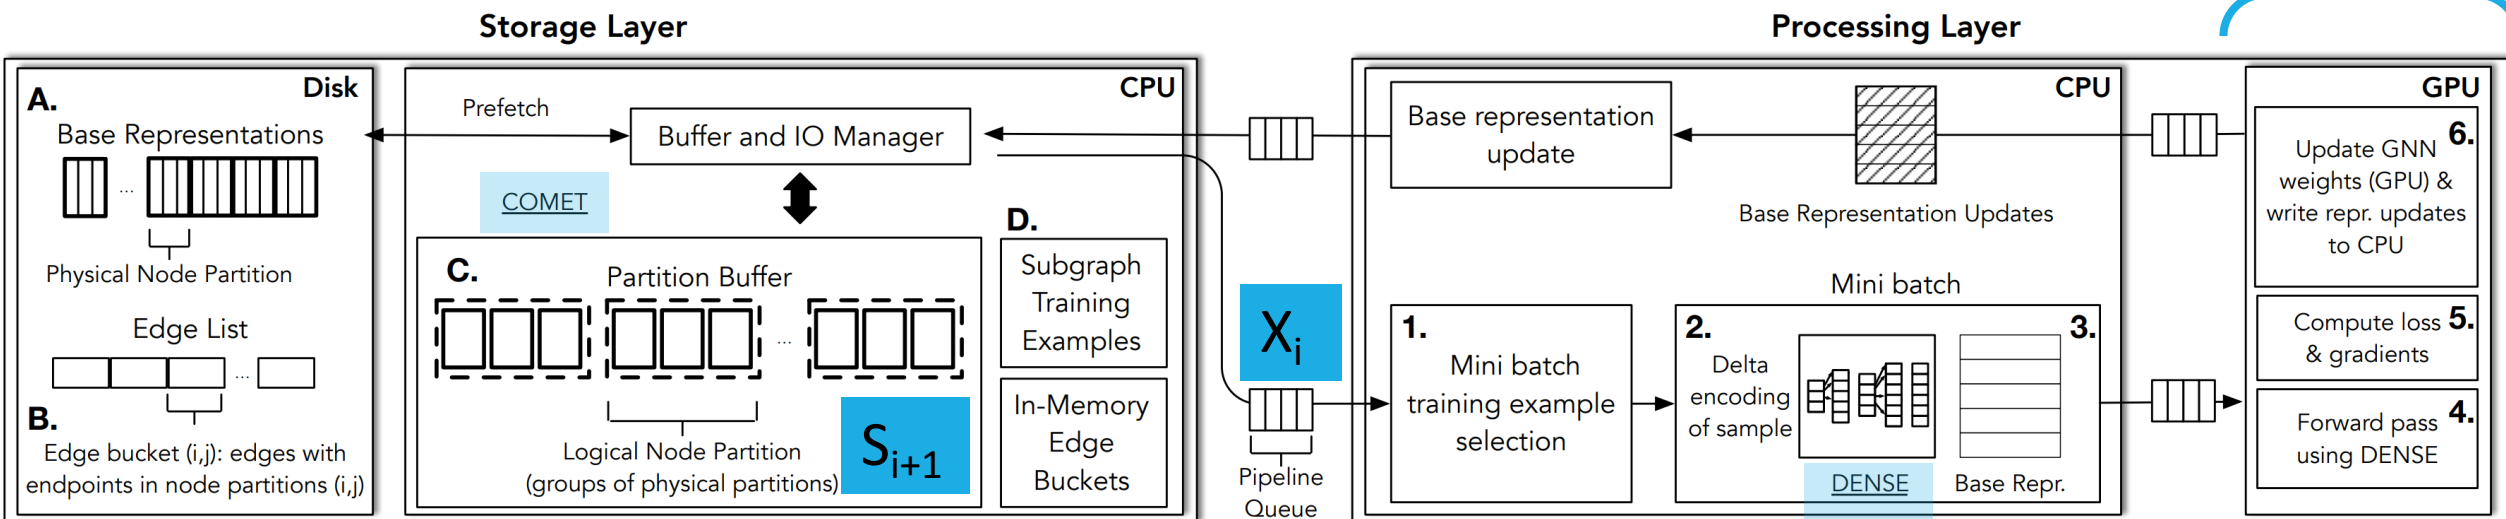 Storage Layer
Processing Layer
A.
Disk
Base Representations
...
Physical Node Partition
Edge List
...
B.
Edge bucket (i,j): edges with
endpoints in node partitions (i,j)
CPU
Prefetch
Buffer and IO Manager
COMET
C.
Partition Buffer
...
Logical Node Partition
(groups of physical partitions)
Si+1
D.
Subgraph
Training
Examples
In-Memory
Edge
Buckets
Xi
Pipeline
Queue
CPU
Base representation
update
Base Representation Updates
Mini batch
1.
Mini batch
training example
selection
2.
Delta
encoding
of sample
DENSE
3.
Base Repr.
GPU
6.
Update GNN
weights (GPU) &
write repr. updates
to CPU
5.
Compute loss
& gradients
4.
Forward pass
using DENSE